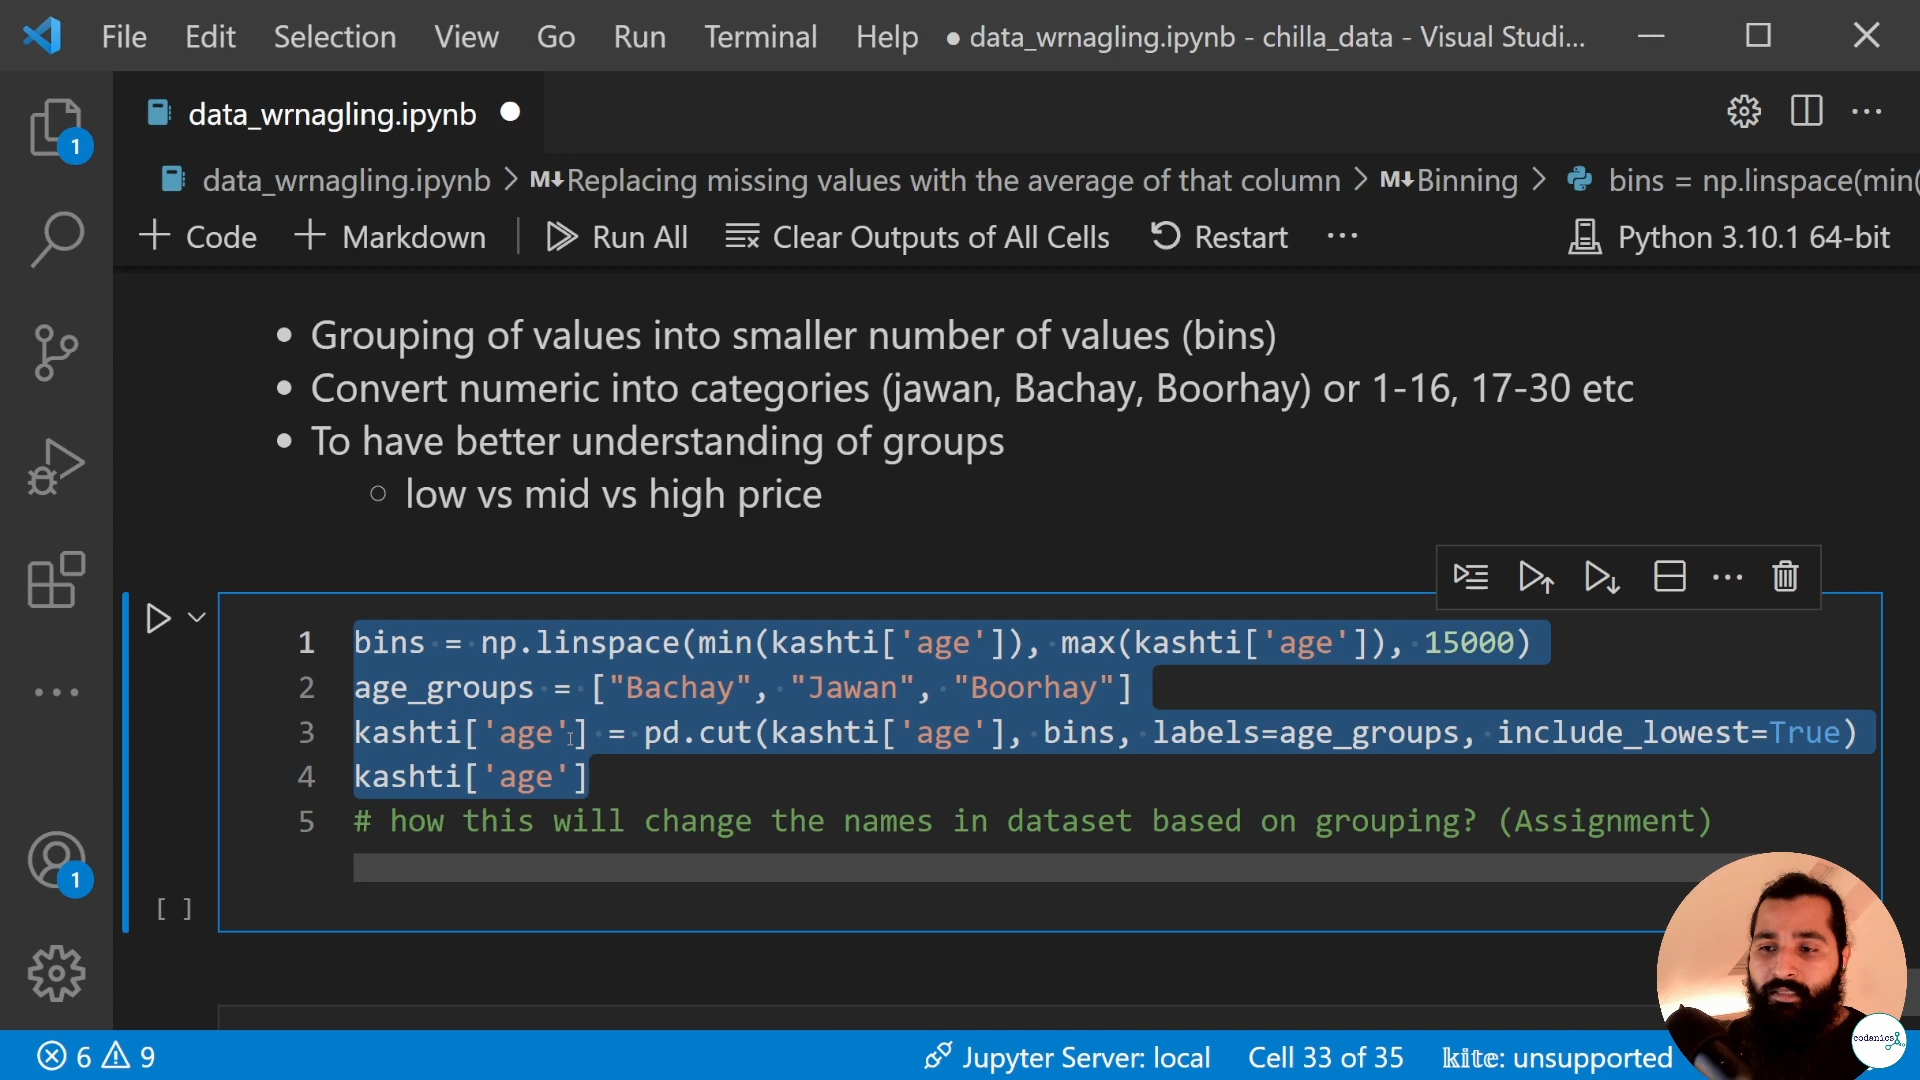 File Edit Selection View Go Run Terminal Help ● data_wrnagling.ipynb - chilla_data - Visual Studi...
data_wrnagling.ipynb
1
data_wrnagling.ipynb > M↓Replacing missing values with the average of that column > M↓Binning > bins = np.linspace(min(
+ Code + Markdown | Run All Clear Outputs of All Cells Restart ... Python 3.10.1 64-bit
• Grouping of values into smaller number of values (bins)
• Convert numeric into categories (jawan, Bachay, Boorhay) or 1-16, 17-30 etc
• To have better understanding of groups
○ low vs mid vs high price
1 bins = np.linspace(min(kashti['age']), max(kashti['age']), 15000)
2 age_groups = ["Bachay", "Jawan", "Boorhay"]
3 kashti['age'] = pd.cut(kashti['age'], bins, labels=age_groups, include_lowest=True)
4 kashti['age']
5 # how this will change the names in dataset based on grouping? (Assignment)
1
[ ]
codanics
6 9 Jupyter Server: local Cell 33 of 35 kite: unsupported